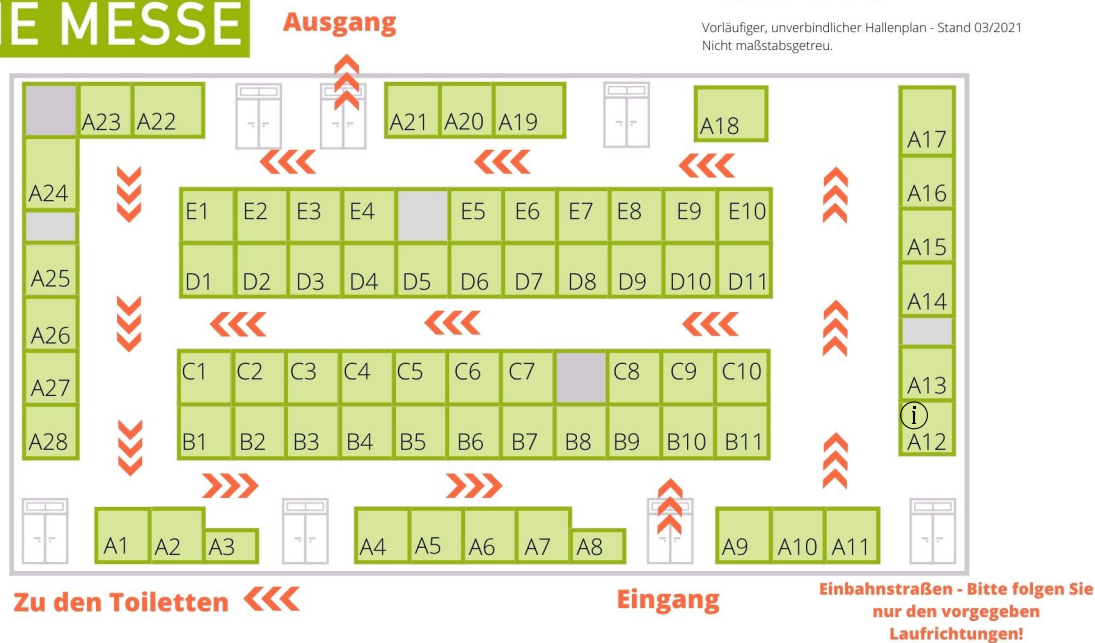 IE MESSE
Ausgang
Vorläufiger, unverbindlicher Hallenplan - Stand 03/2021
Nicht maßstabsgetreu.
A23 A22 A21 A20 A19 A18 A17
A24 A16
E1 E2 E3 E4 E5 E6 E7 E8 E9 E10
A15
A25 D1 D2 D3 D4 D5 D6 D7 D8 D9 D10 D11
A14
A26
A27 C1 C2 C3 C4 C5 C6 C7 C8 C9 C10 A13
i
A28 B1 B2 B3 B4 B5 B6 B7 B8 B9 B10 B11 A12
A1 A2 A3 A4 A5 A6 A7 A8 A9 A10 A11
Zu den Toiletten
Eingang
Einbahnstraßen - Bitte folgen Sie
nur den vorgegeben
Laufrichtungen!